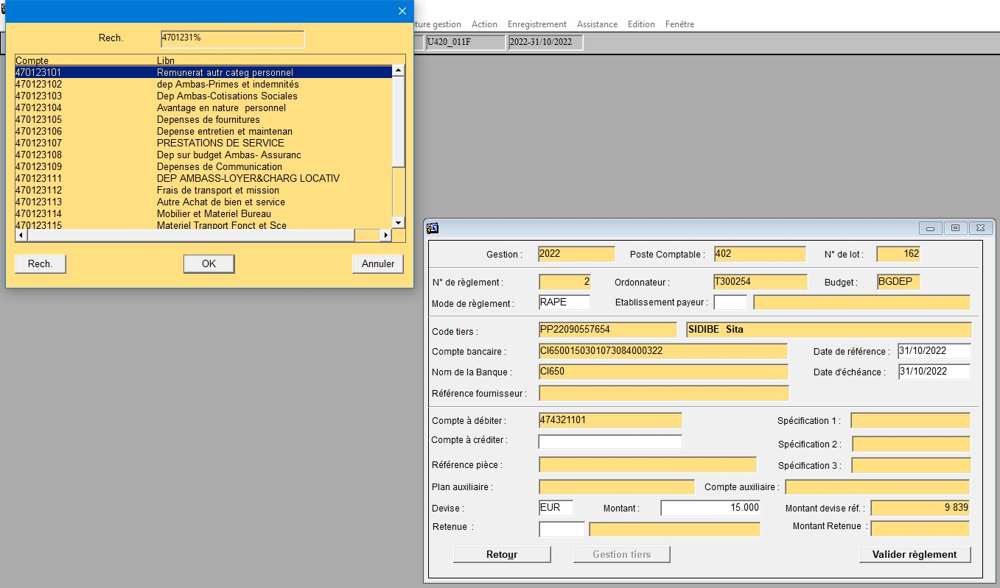 ture gestion Action Enregistrement Assistance Edition Fenêtre
U420_011F 2022-31/10/2022
Rech. 4701231%
Compte Libn
470123101 Remunerat autr categ personnel
470123102 dep Ambas-Primes et indemnités
470123103 Dep Ambas-Cotisations Sociales
470123104 Avantage en nature personnel
470123105 Depenses de fournitures
470123106 Depense entretien et maintenan
470123107 PRESTATIONS DE SERVICE
470123108 Dep sur budget Ambas- Assuranc
470123109 Depenses de Communication
470123111 DEP AMBASS-LOYER&CHARG LOCATIV
470123112 Frais de transport et mission
470123113 Autre Achat de bien et service
470123114 Mobilier et Materiel Bureau
470123115 Materiel Tranport Fonct et Sce
Rech. OK Annuler
Gestion : 2022 Poste Comptable : 402 N° de lot : 162
N° de règlement : 2 Ordonnateur : T300254 Budget : BGDEP
Mode de règlement : RAPE Etablissement payeur :
Code tiers : PP22090557654 SIDIBE Sita
Compte bancaire : CI6500150301073084000322 Date de référence : 31/10/2022
Nom de la Banque : CI650 Date d'échéance : 31/10/2022
Référence fournisseur :
Compte à débiter : 474321101 Spécification 1 :
Compte à créditer : Spécification 2 :
Référence pièce : Spécification 3 :
Plan auxiliaire : Compte auxiliaire :
Devise : EUR Montant : 15.000 Montant devise réf. : 9 839
Retenue : Montant Retenue :
Retour Gestion tiers Valider règlement